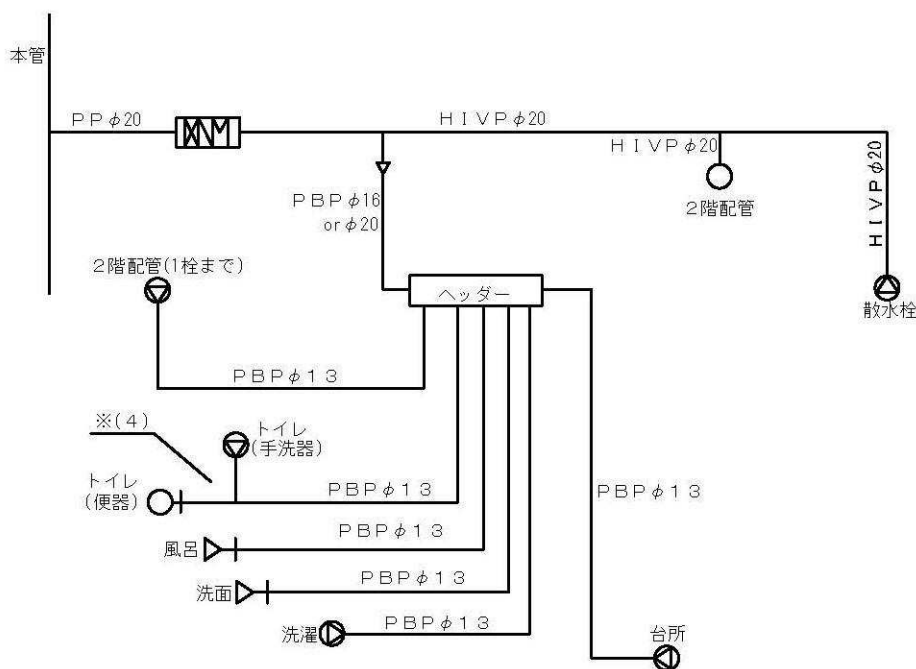 本管
PPφ20
HIVPφ20
HIVPφ20
HIVPφ20
PBPφ16
orφ20
2階配管
2階配管(1栓まで)
ヘッダー
散水栓
PBPφ13
※(4)
トイレ
(手洗器)
トイレ
(便器)
PBPφ13
PBPφ13
風呂
PBPφ13
洗面
PBPφ13
洗濯
PBPφ13
台所